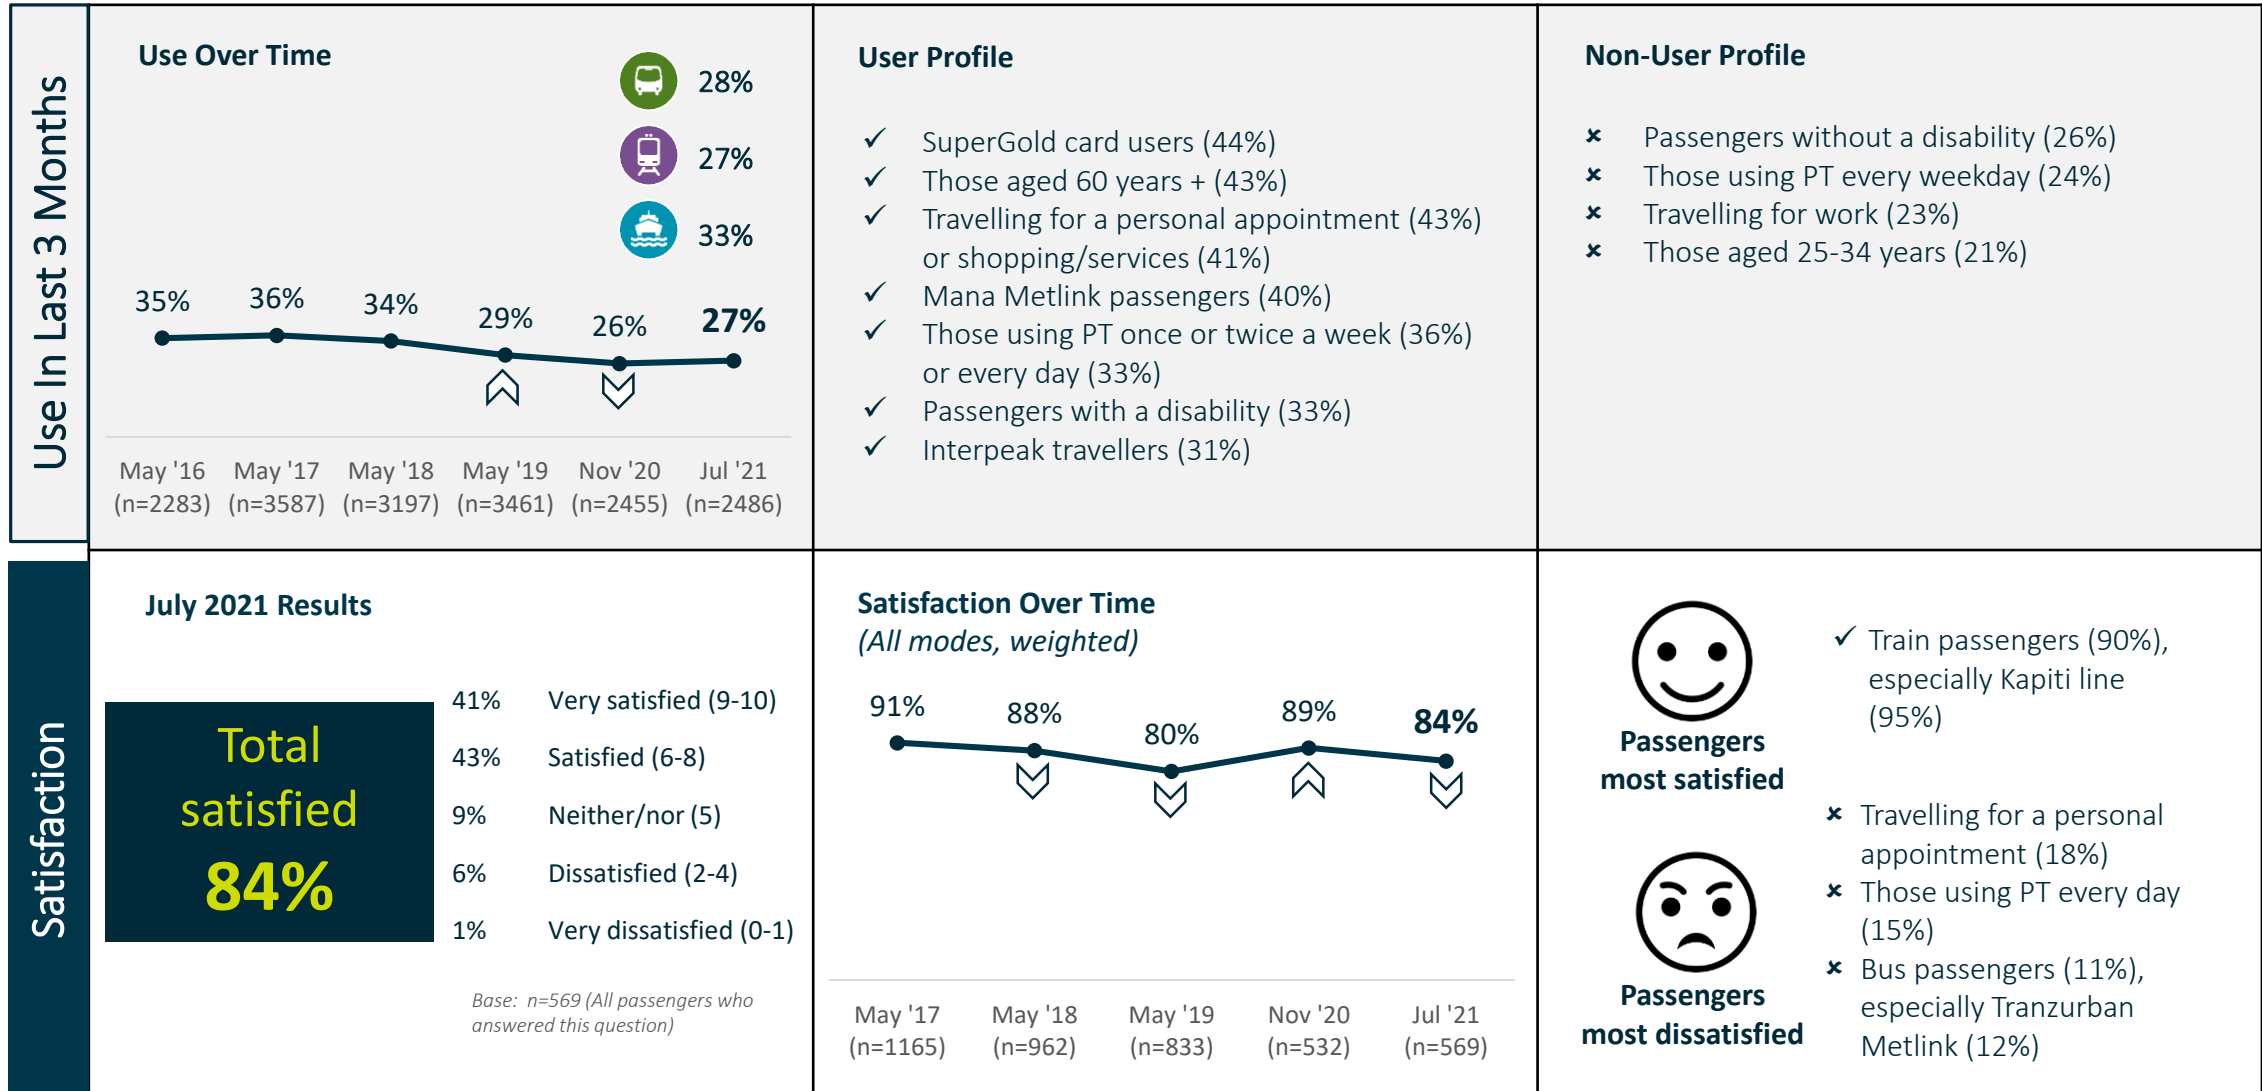 Use In Last 3 Months
Use Over Time
28%
27%
33%
35%
36%
34%
29%
26%
27%
May '16
(n=2283)
May '17
(n=3587)
May '18
(n=3197)
May '19
(n=3461)
Nov '20
(n=2455)
Jul '21
(n=2486)
User Profile
✓ SuperGold card users (44%)
✓ Those aged 60 years + (43%)
✓ Travelling for a personal appointment (43%)
or shopping/services (41%)
✓ Mana Metlink passengers (40%)
✓ Those using PT once or twice a week (36%)
or every day (33%)
✓ Passengers with a disability (33%)
✓ Interpeak travellers (31%)
Non-User Profile
× Passengers without a disability (26%)
× Those using PT every weekday (24%)
× Travelling for work (23%)
× Those aged 25-34 years (21%)
Satisfaction
July 2021 Results
Total
satisfied
84%
41% Very satisfied (9-10)
43% Satisfied (6-8)
9% Neither/nor (5)
6% Dissatisfied (2-4)
1% Very dissatisfied (0-1)
Base: n=569 (All passengers who
answered this question)
Satisfaction Over Time
(All modes, weighted)
91%
88%
80%
89%
84%
May '17
(n=1165)
May '18
(n=962)
May '19
(n=833)
Nov '20
(n=532)
Jul '21
(n=569)
Passengers
most satisfied
✓ Train passengers (90%),
especially Kapiti line
(95%)
Passengers
most dissatisfied
× Travelling for a personal
appointment (18%)
× Those using PT every day
(15%)
× Bus passengers (11%),
especially Tranzurban
Metlink (12%)